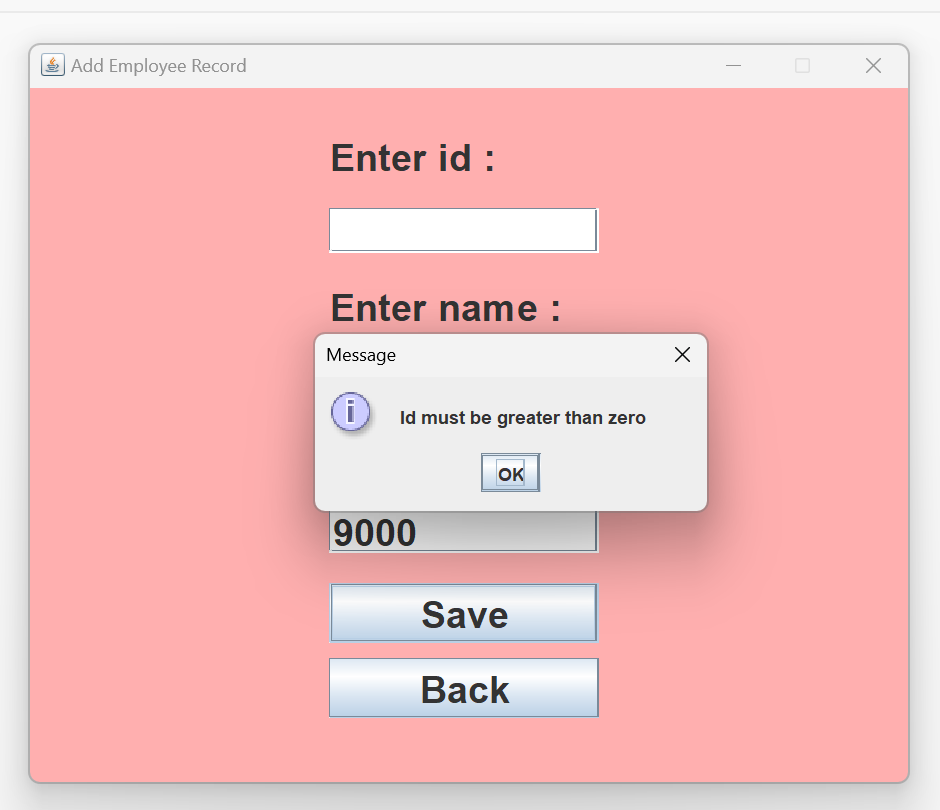 Add Employee Record
Enter id :
Enter name :
Message
Id must be greater than zero
OK
9000
Save
Back